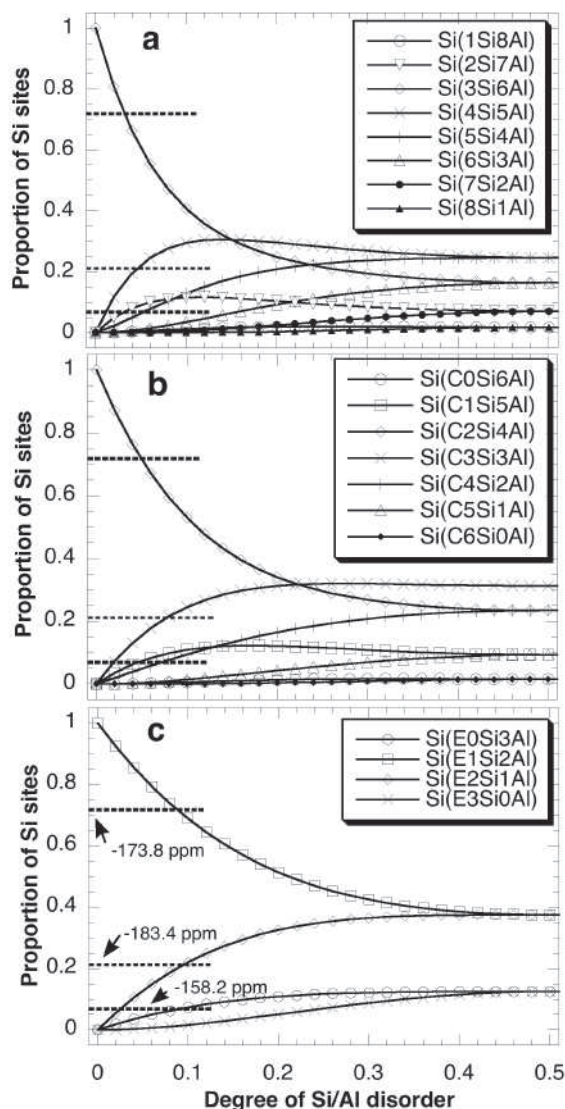 a
Si(1Si8Al)
Si(2Si7Al)
Si(3Si6Al)
Si(4Si5Al)
Si(5Si4Al)
Si(6Si3Al)
Si(7Si2Al)
Si(8Si1Al)
1
0.8
0.6
0.4
0.2
0
Proportion of Si sites
b
Si(C0Si6Al)
Si(C1Si5Al)
Si(C2Si4Al)
Si(C3Si3Al)
Si(C4Si2Al)
Si(C5Si1Al)
Si(C6Si0Al)
1
0.8
0.6
0.4
0.2
0
Proportion of Si sites
c
Si(E0Si3Al)
Si(E1Si2Al)
Si(E2Si1Al)
Si(E3Si0Al)
1
0.8
0.6
0.4
0.2
0
Proportion of Si sites
-173.8 ppm
-183.4 ppm
-158.2 ppm
0 0.1 0.2 0.3 0.4 0.5
Degree of Si/Al disorder